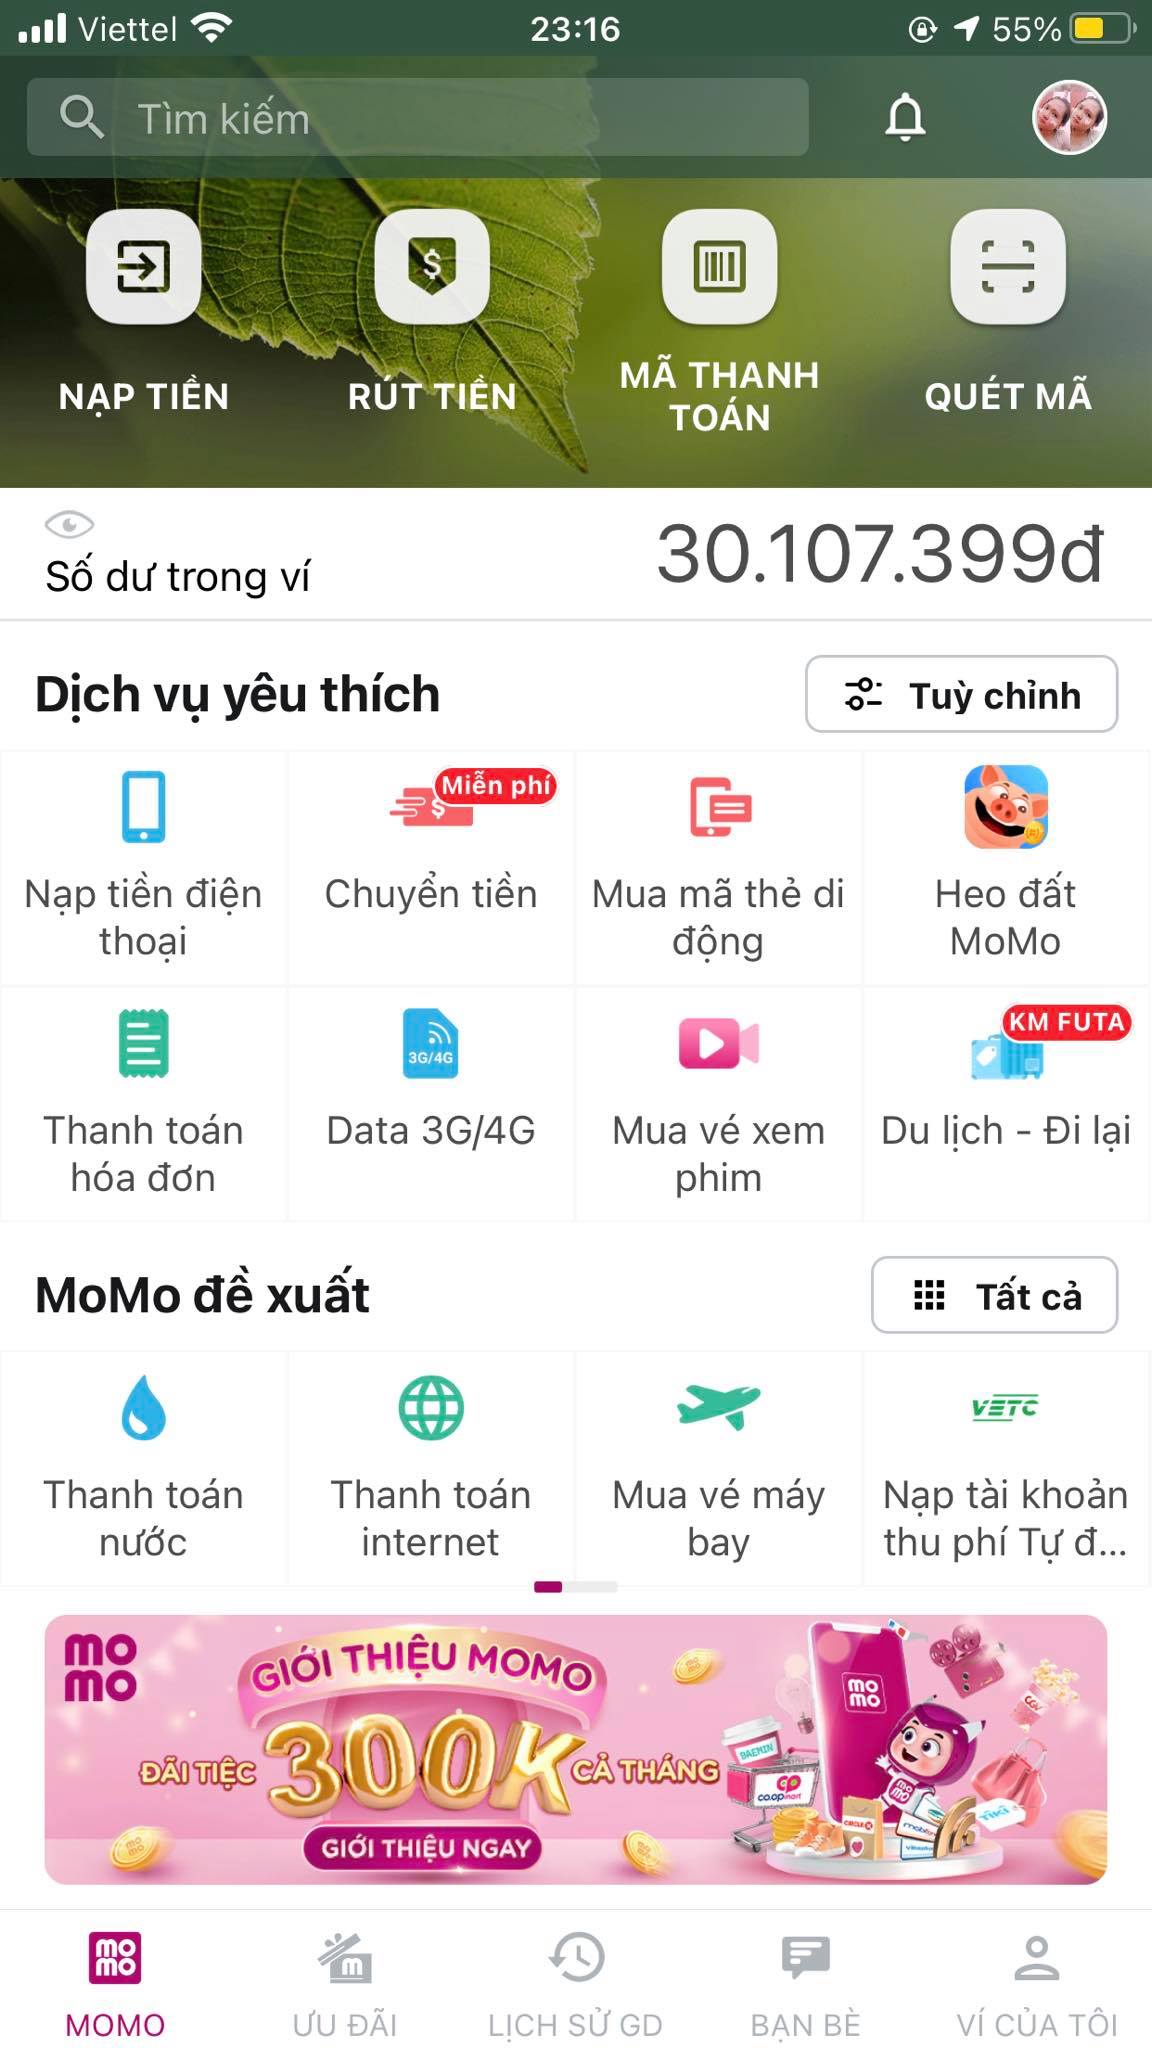 Viettel 23:16 55%
Tìm kiếm
NẠP TIỀN
RÚT TIỀN
MÃ THANH
TOÁN
QUÉT MÃ
Số dư trong ví
30.107.399đ
Dịch vụ yêu thích
Tuỳ chỉnh
Nạp tiền điện
thoại
Miễn phí
$
Chuyển tiền
Mua mã thẻ di
động
Heo đất
MoMo
Thanh toán
hóa đơn
3G/4G
Data 3G/4G
Mua vé xem
phim
KM FUTA
Du lịch - Đi lại
MoMo đề xuất
Tất cả
Thanh toán
nước
Thanh toán
internet
Mua vé máy
bay
VETC
Nạp tài khoản
thu phí Tự đ...
mo
mo
GIỚI THIỆU MOMO
ĐÃI TIỆC 300K CẢ THÁNG
GIỚI THIỆU NGAY
mo
mo
BAEMIN
co.opmart
CGV
CIRCLE K
TIKI
MOMO
ƯU ĐÃI
LỊCH SỬ GD
BẠN BÈ
VÍ CỦA TÔI